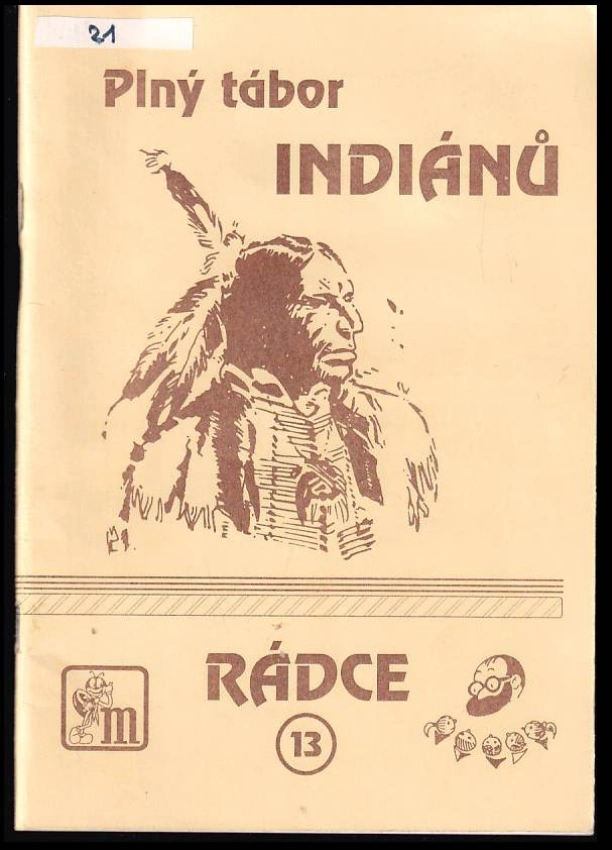 21
Plný tábor
INDIÁNŮ
RÁDCE
m
13